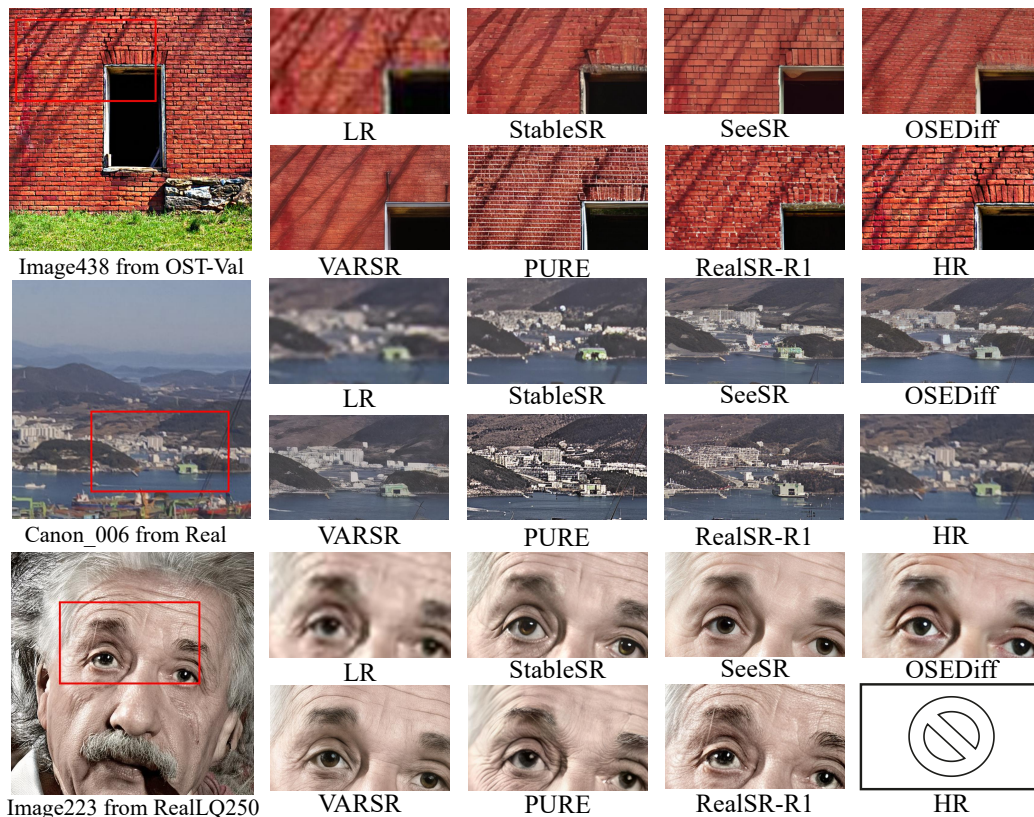 LR
StableSR
SeeSR
OSEDiff
VARSR
PURE
RealSR-R1
HR
Image438 from OST-Val
LR
StableSR
SeeSR
OSEDiff
VARSR
PURE
RealSR-R1
HR
Canon_006 from Real
LR
StableSR
SeeSR
OSEDiff
VARSR
PURE
RealSR-R1
HR
Image223 from RealLQ250